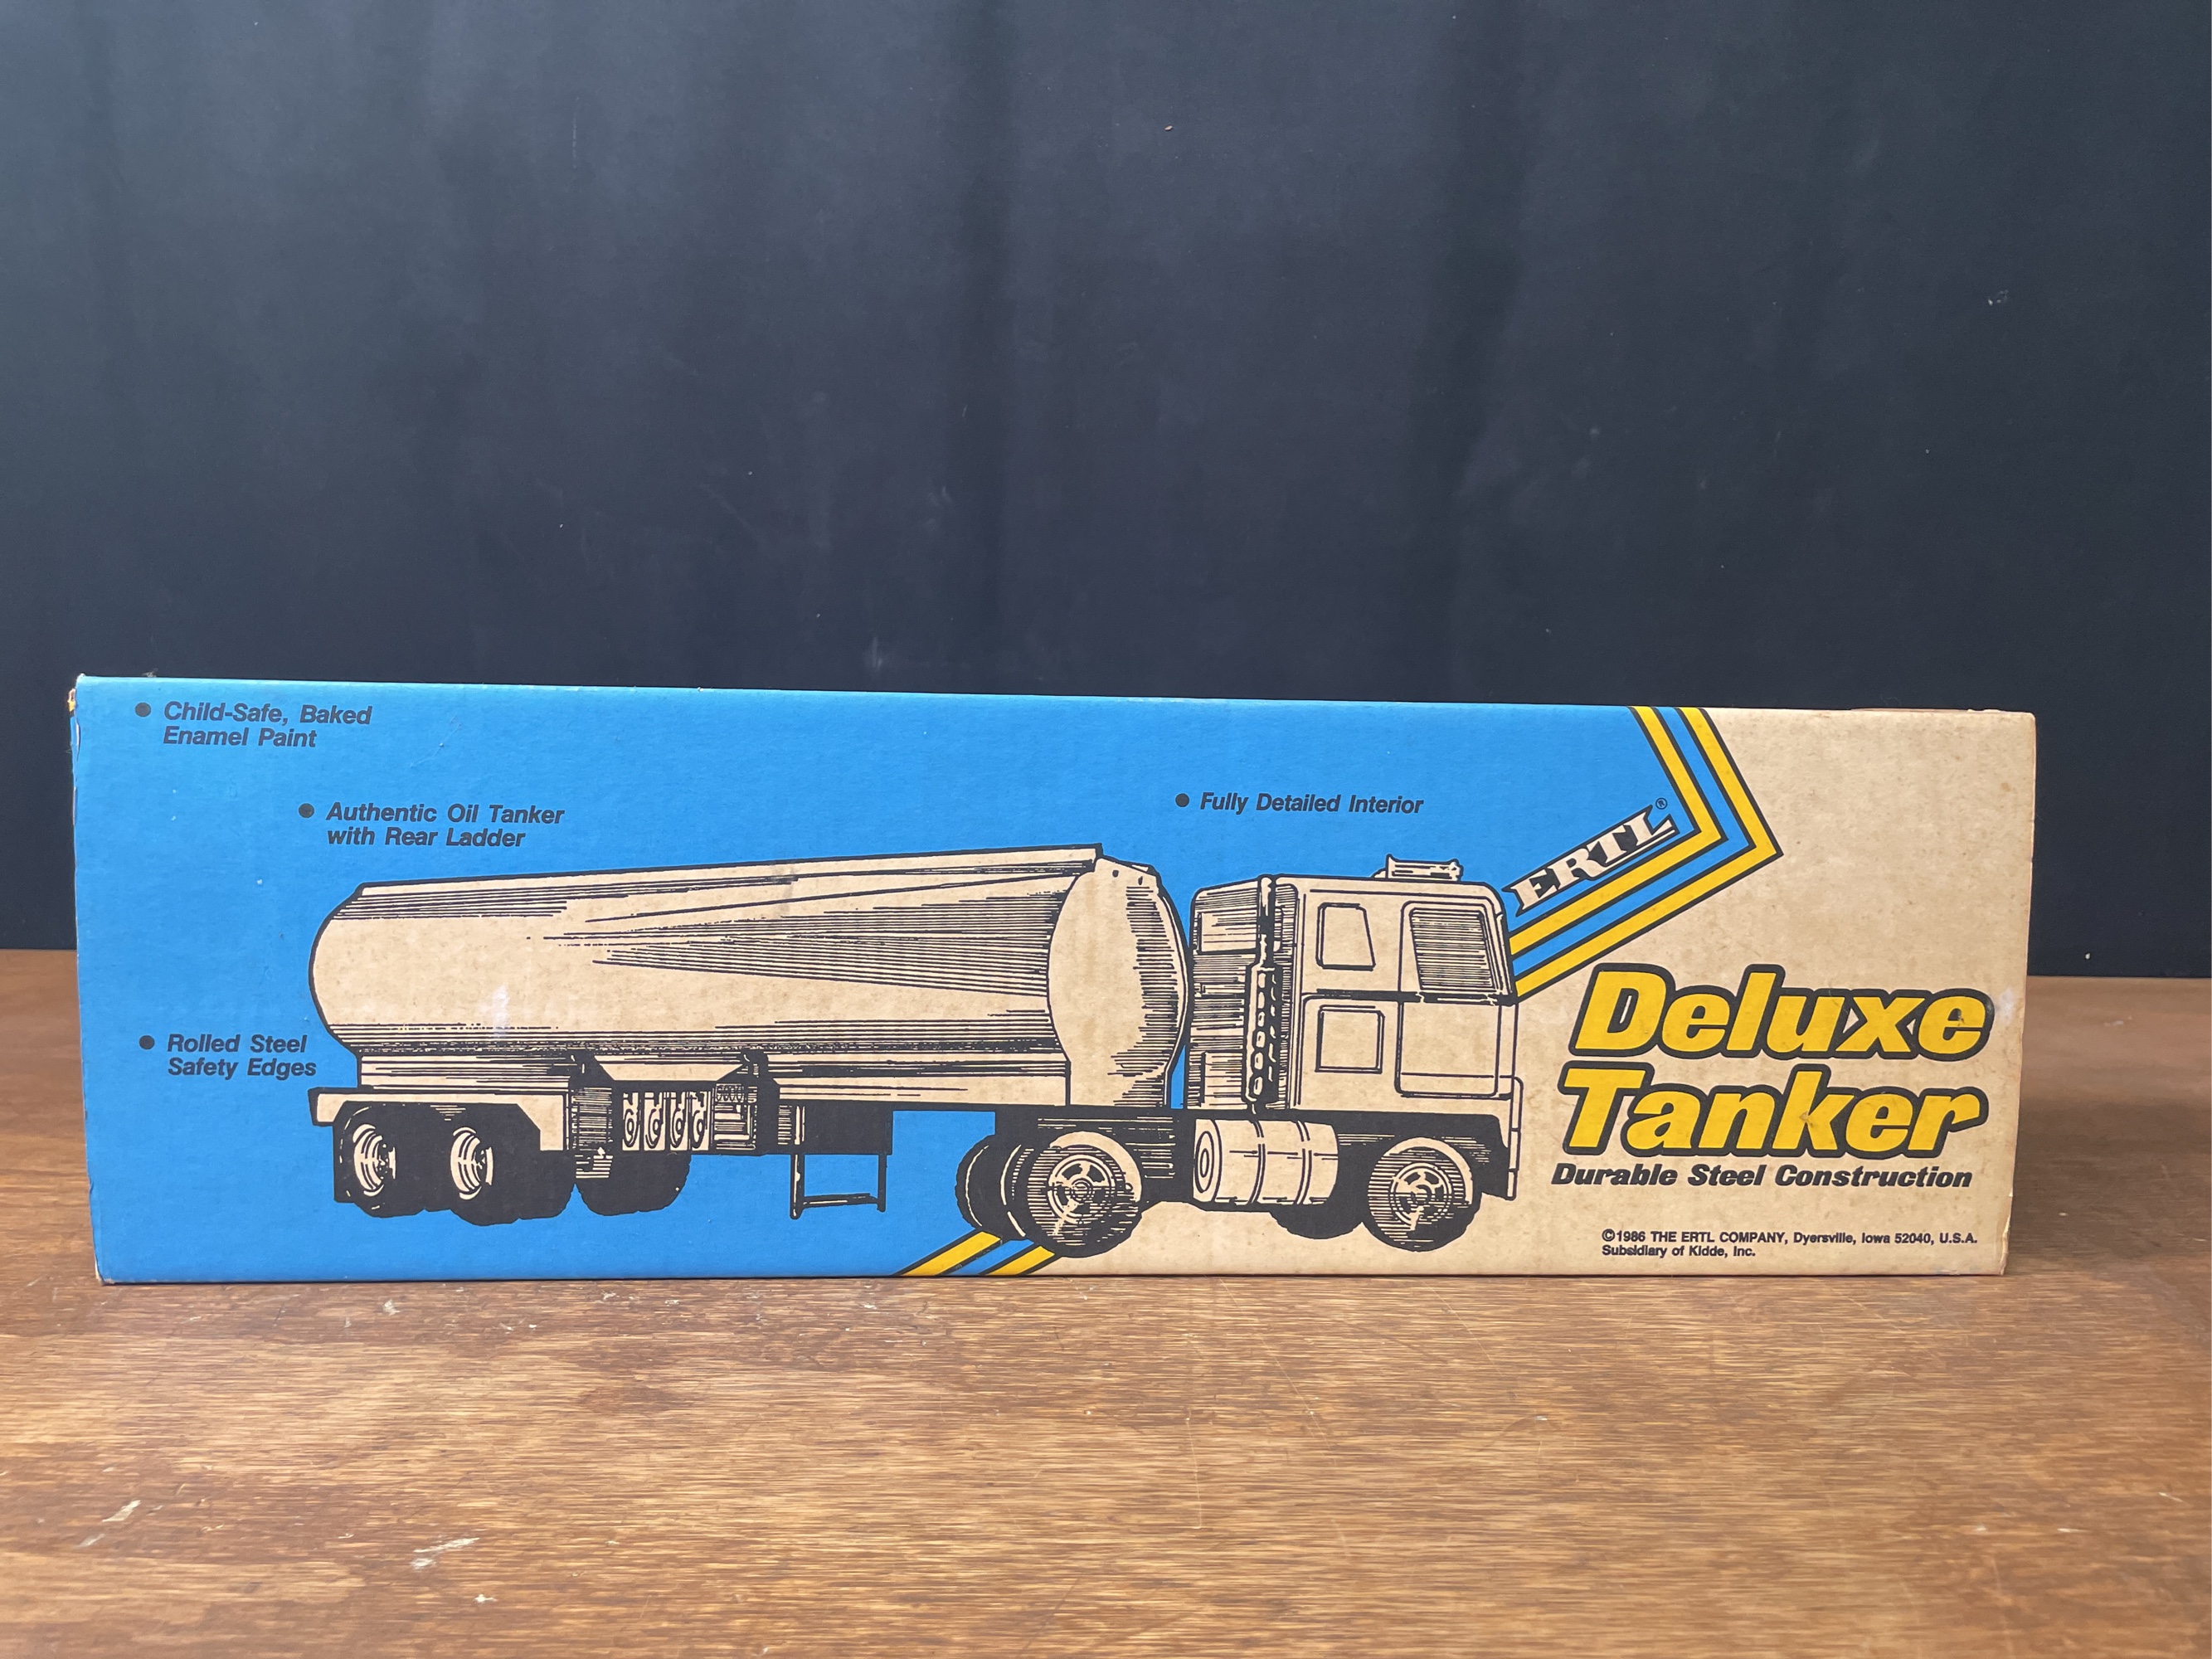 ● Child-Safe, Baked
Enamel Paint
● Authentic Oil Tanker
with Rear Ladder
● Fully Detailed Interior
ERTL®
● Rolled Steel
Safety Edges
Deluxe
Tanker
Durable Steel Construction
©1986 THE ERTL COMPANY, Dyersville, Iowa 52040, U.S.A.
Subsidiary of Kidde, Inc.